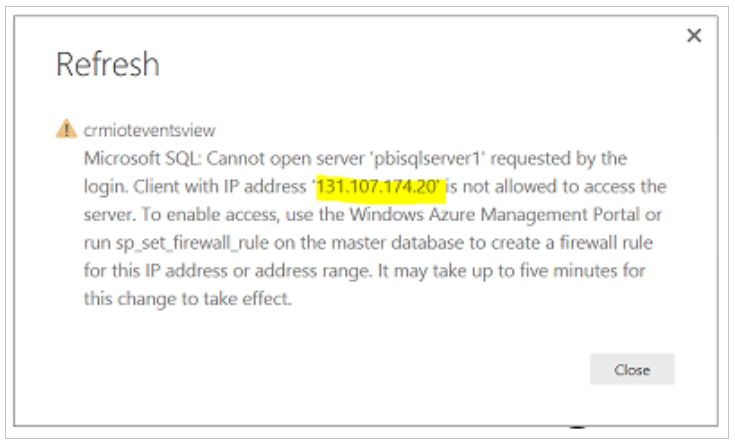 Refresh
crmioteventsview
Microsoft SQL: Cannot open server 'pbisqlserver1' requested by the
login. Client with IP address '131.107.174.20' is not allowed to access the
server. To enable access, use the Windows Azure Management Portal or
run sp_set_firewall_rule on the master database to create a firewall rule
for this IP address or address range. It may take up to five minutes for
this change to take effect.
Close